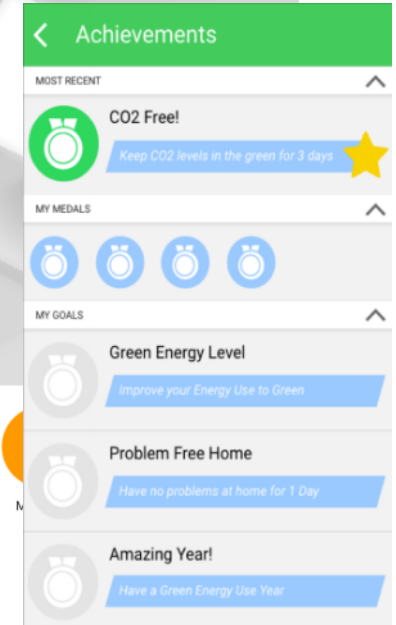 Achievements
MOST RECENT
CO2 Free!
Keep CO2 levels in the green for 3 days
MY MEDALS
MY GOALS
Green Energy Level
Improve your Energy Use to Green
Problem Free Home
Have no problems at home for 1 Day
M
Amazing Year!
Have a Green Energy Use Year